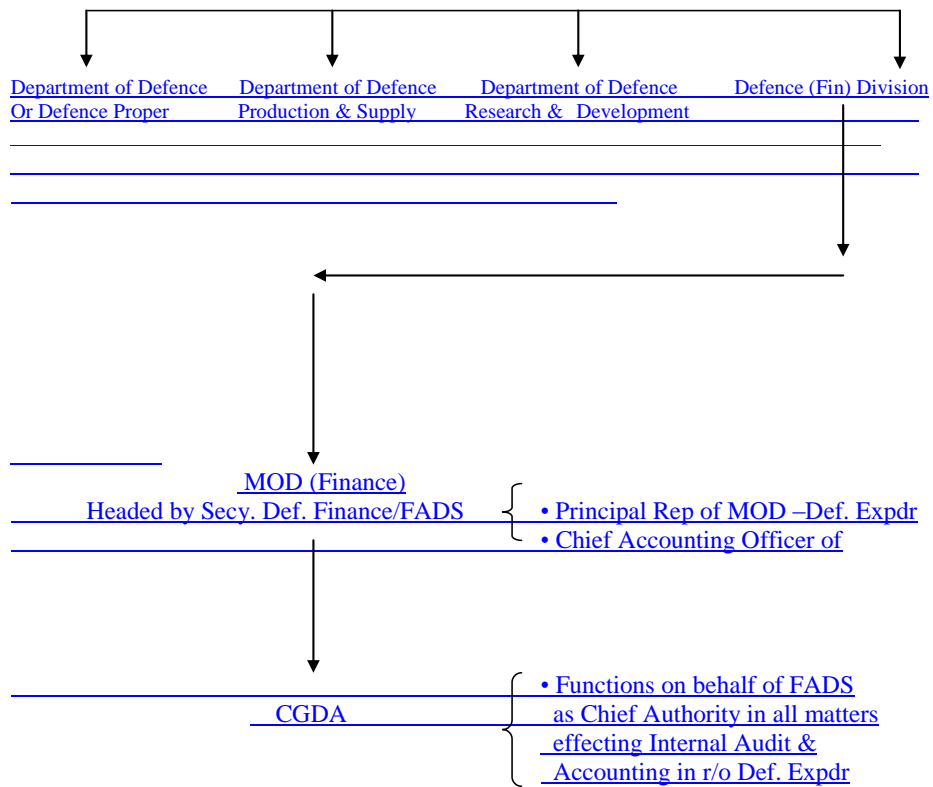 Department of Defence Department of Defence Department of Defence Defence (Fin) Division
Or Defence Proper Production & Supply Research & Development
MOD (Finance)
Headed by Secy. Def. Finance/FADS • Principal Rep of MOD –Def. Expdr
• Chief Accounting Officer of
• Functions on behalf of FADS
CGDA as Chief Authority in all matters
effecting Internal Audit &
Accounting in r/o Def. Expdr